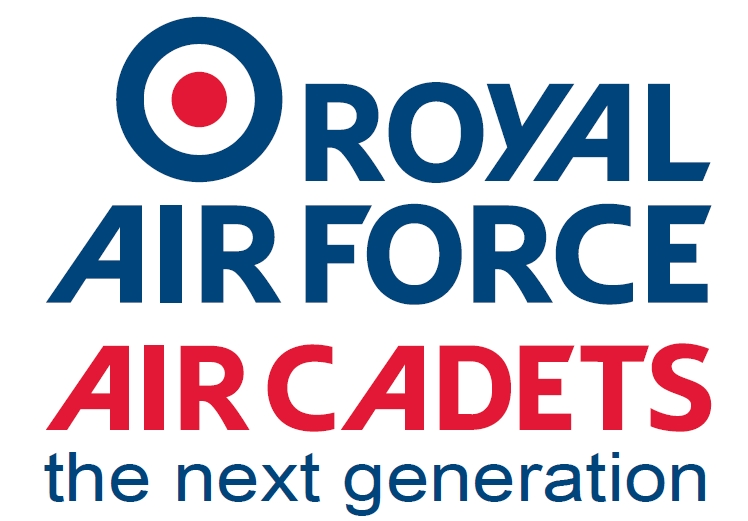 ROYAL
AIR FORCE
AIR CADETS
the next generation